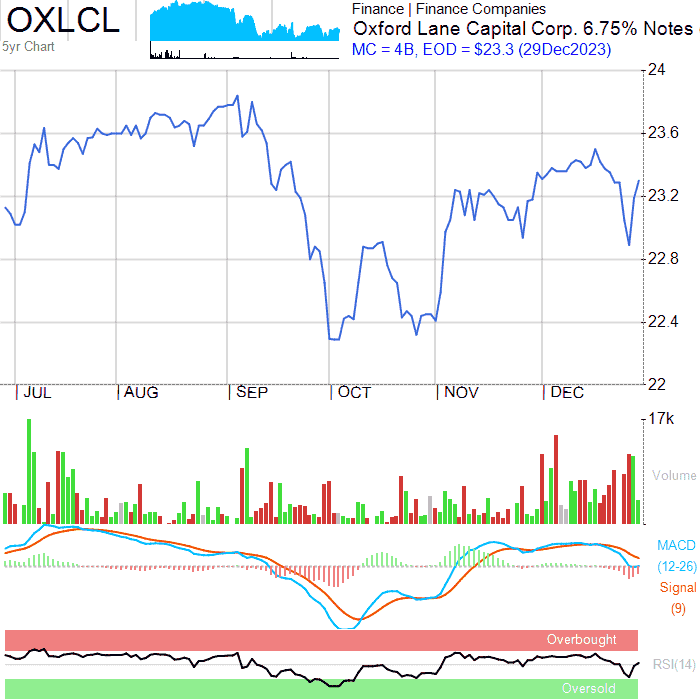 OXLCL
5yr Chart
Finance | Finance Companies
Oxford Lane Capital Corp. 6.75% Notes
MC = 4B, EOD = $23.3 (29Dec2023)
24
23.6
23.2
22.8
22.4
22
JUL AUG SEP OCT NOV DEC
17k
Volume
MACD
(12-26)
Signal
(9)
Overbought
RSI(14)
Oversold